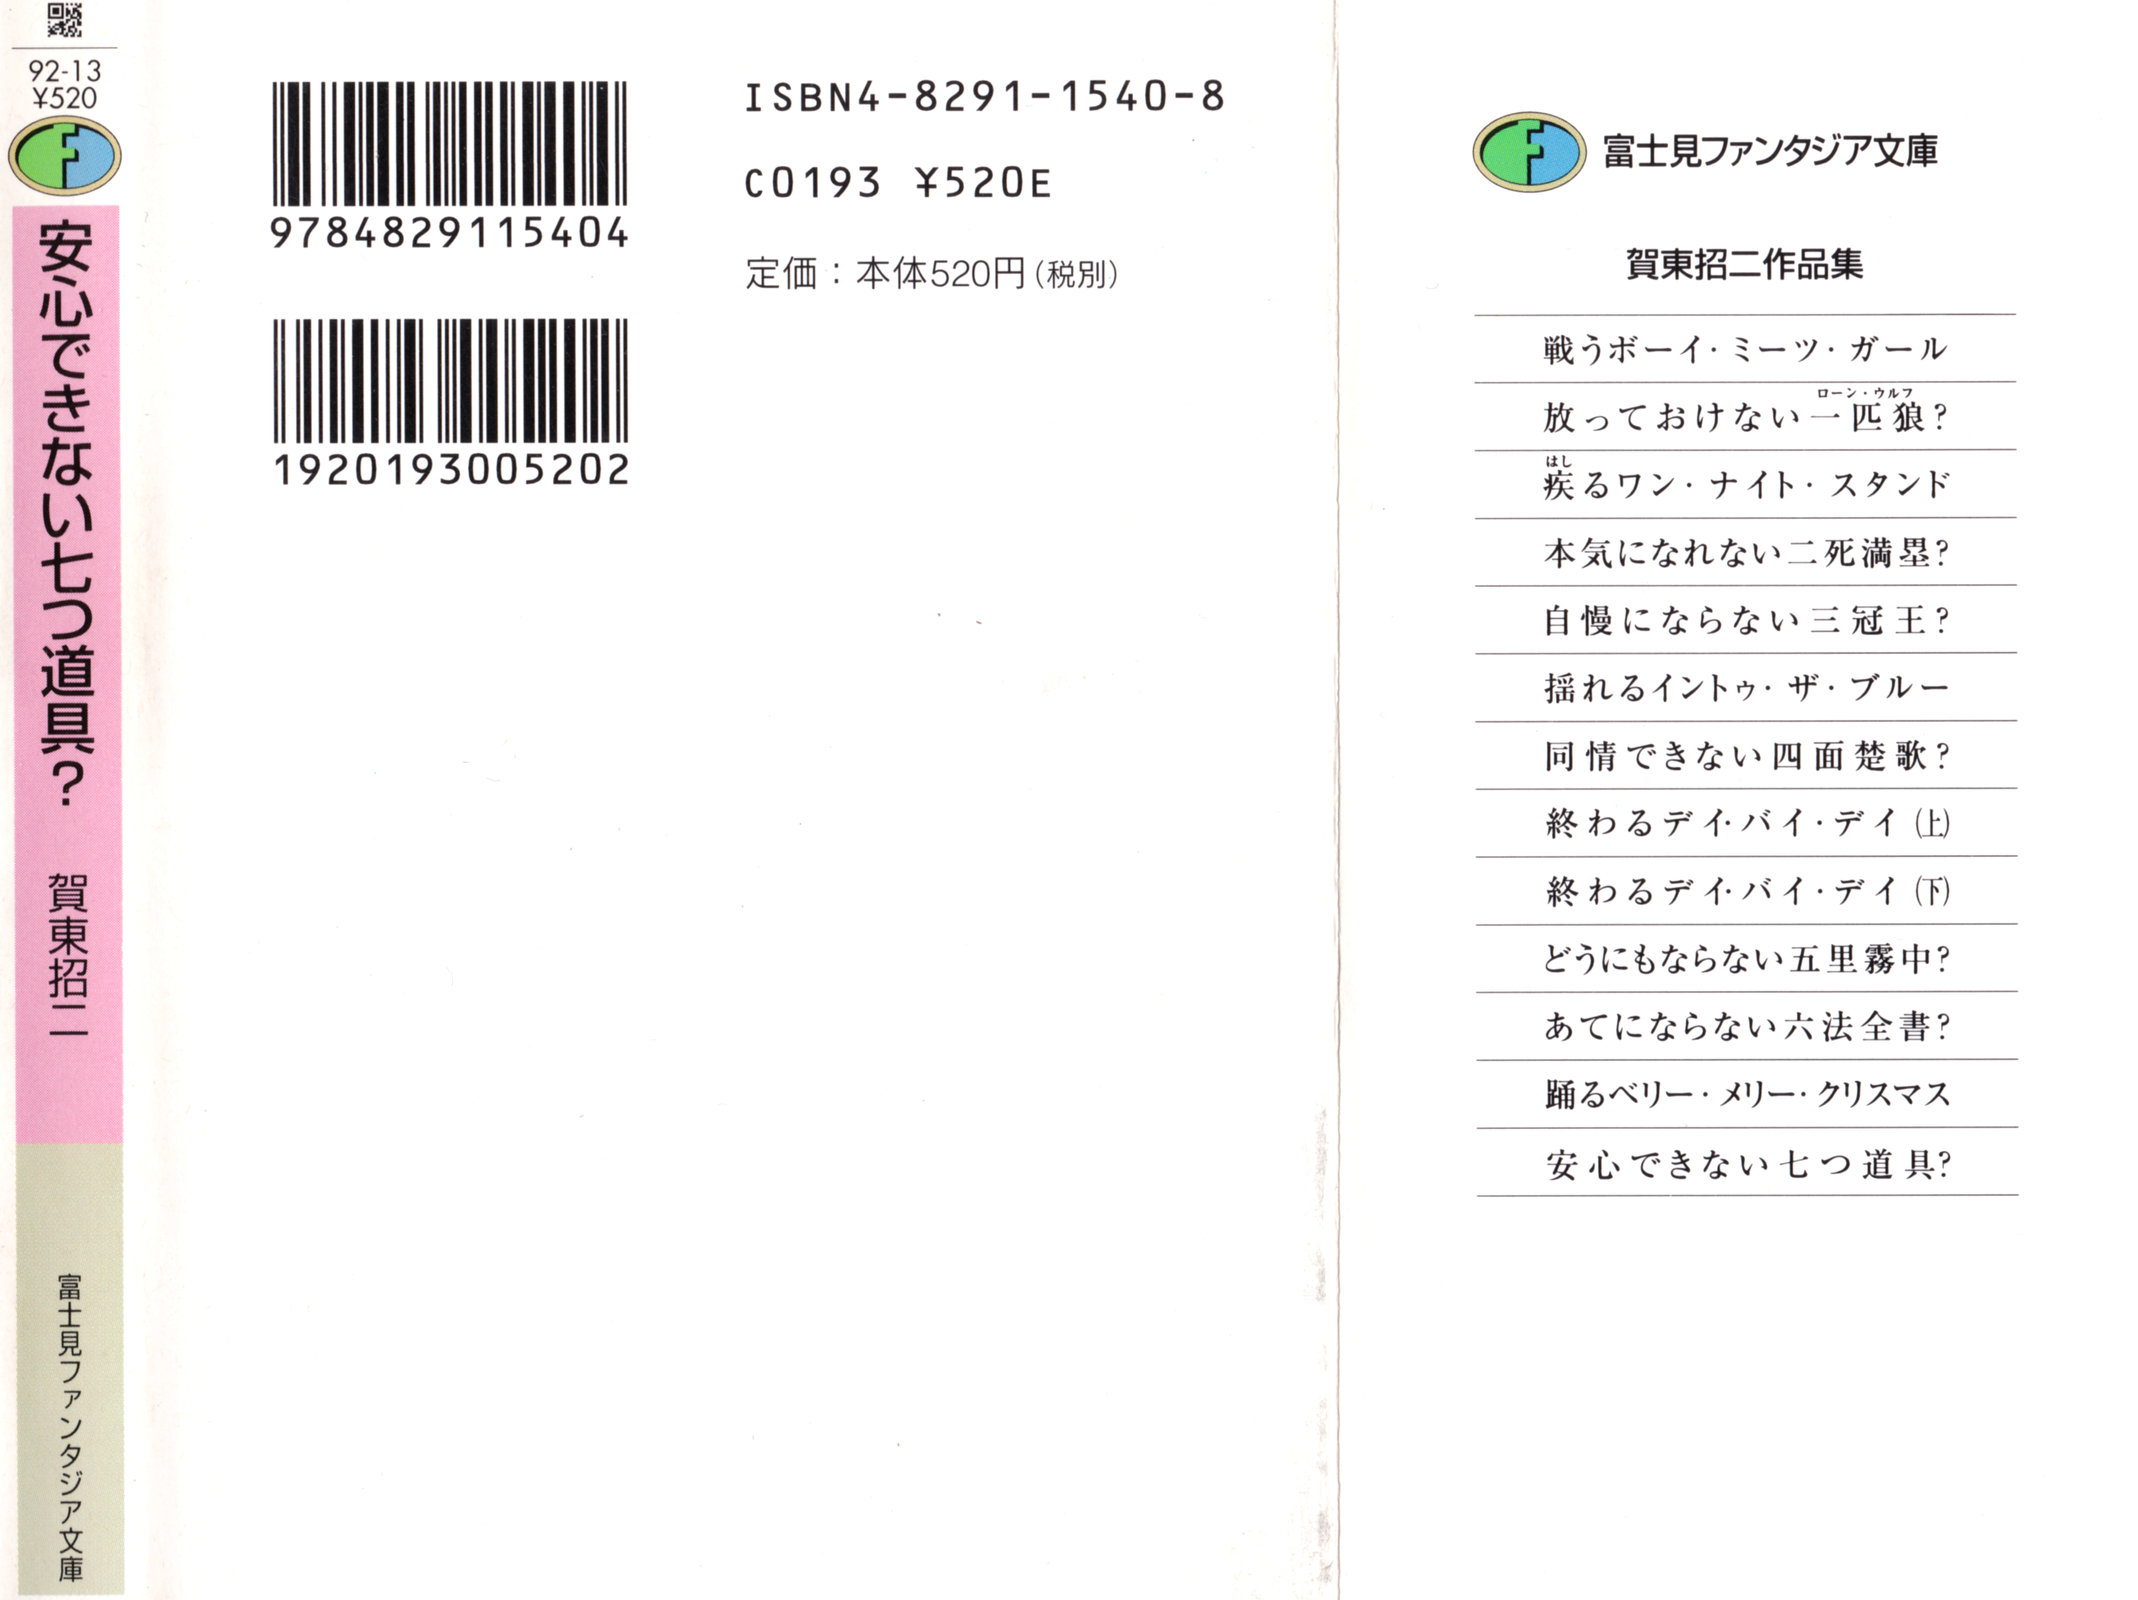 92-13
¥520
安心できない七つ道具?
賀東招二
富士見ファンタジア文庫
9784829115404
1920193005202
ISBN4-8291-1540-8
C0193 ¥520E
定価：本体520円(税別)
富士見ファンタジア文庫
賀東招二作品集
戦うボーイ・ミーツ・ガール
ローン・ウルフ
放っておけない一匹狼?
はし
疾るワン・ナイト・スタンド
本気になれない二死満塁?
自慢にならない三冠王?
揺れるイントゥ・ザ・ブルー
同情できない四面楚歌?
終わるデイ・バイ・デイ(上)
終わるデイ・バイ・デイ(下)
どうにもならない五里霧中?
あてにならない六法全書?
踊るベリー・メリー・クリスマス
安心できない七つ道具?